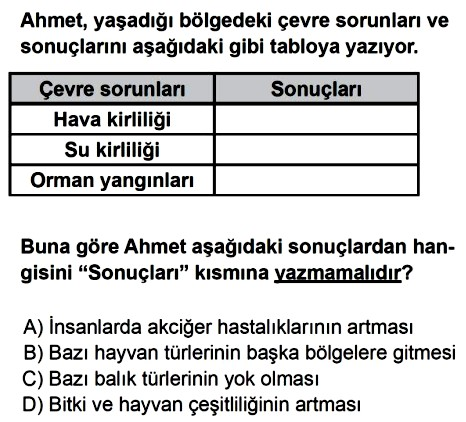 Ahmet, yaşadığı bölgedeki çevre sorunları ve
sonuçlarını aşağıdaki gibi tabloya yazıyor.
Çevre sorunları Sonuçları
Hava kirliliği
Su kirliliği
Orman yangınları
Buna göre Ahmet aşağıdaki sonuçlardan han-
gisini “Sonuçları” kısmına yazmamalıdır?
A) İnsanlarda akciğer hastalıklarının artması
B) Bazı hayvan türlerinin başka bölgelere gitmesi
C) Bazı balık türlerinin yok olması
D) Bitki ve hayvan çeşitliliğinin artması